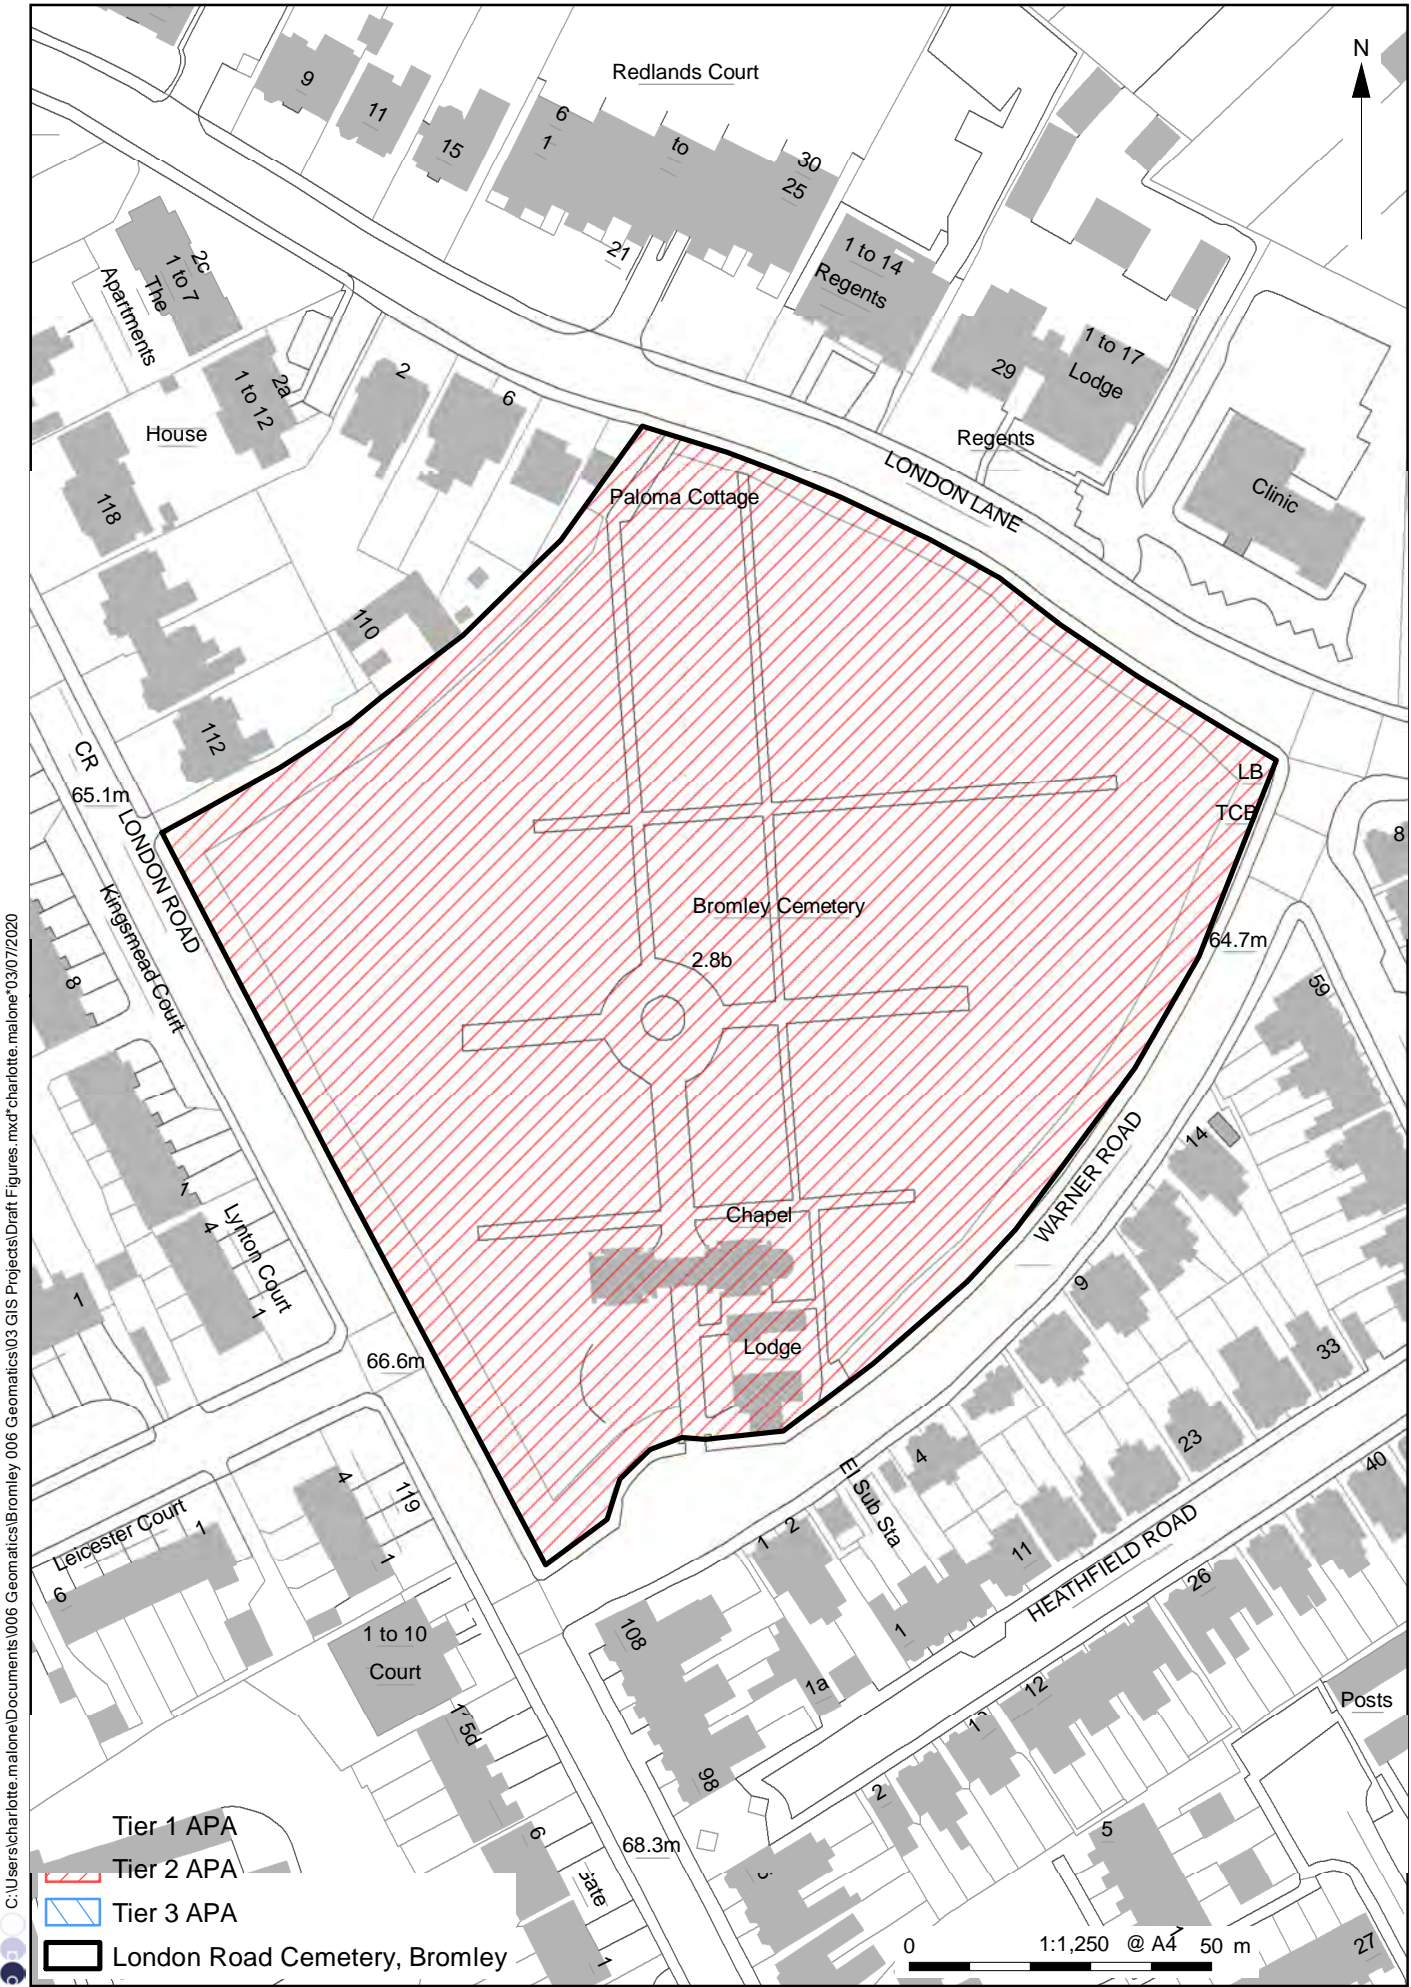 N
Redlands Court
9
11
15
6
1
to
30
25
21
1 to 14
Regents
2c
1 to 7
The
Apartments
2a
1 to 12
2
6
House
29
1 to 17
Lodge
Regents
Clinic
LONDON LANE
Paloma Cottage
118
110
112
CR
65.1m
LONDON ROAD
Kingsmead Court
8
LB
TCB
8
Bromley Cemetery
2.8b
64.7m
59
14
WARNER ROAD
1
4
Lynton Court
1
1
Chapel
Lodge
66.6m
9
33
23
4
El Sub Sta
40
Leicester Court
1
6
4
119
1
1
2
11
HEATHFIELD ROAD
26
1 to 10
Court
108
1
1a
12
Posts
5d
98
2
6
68.3m
5
1
27
Tier 1 APA
Tier 2 APA
Tier 3 APA
London Road Cemetery, Bromley
0
1:1,250 @ A4
50 m
C:\Users\charlotte.malone\Documents\006 Geomatics\Bromley 006 Geomatics\03 GIS Projects\Draft Figures.mxd*charlotte.malone*03/07/2020